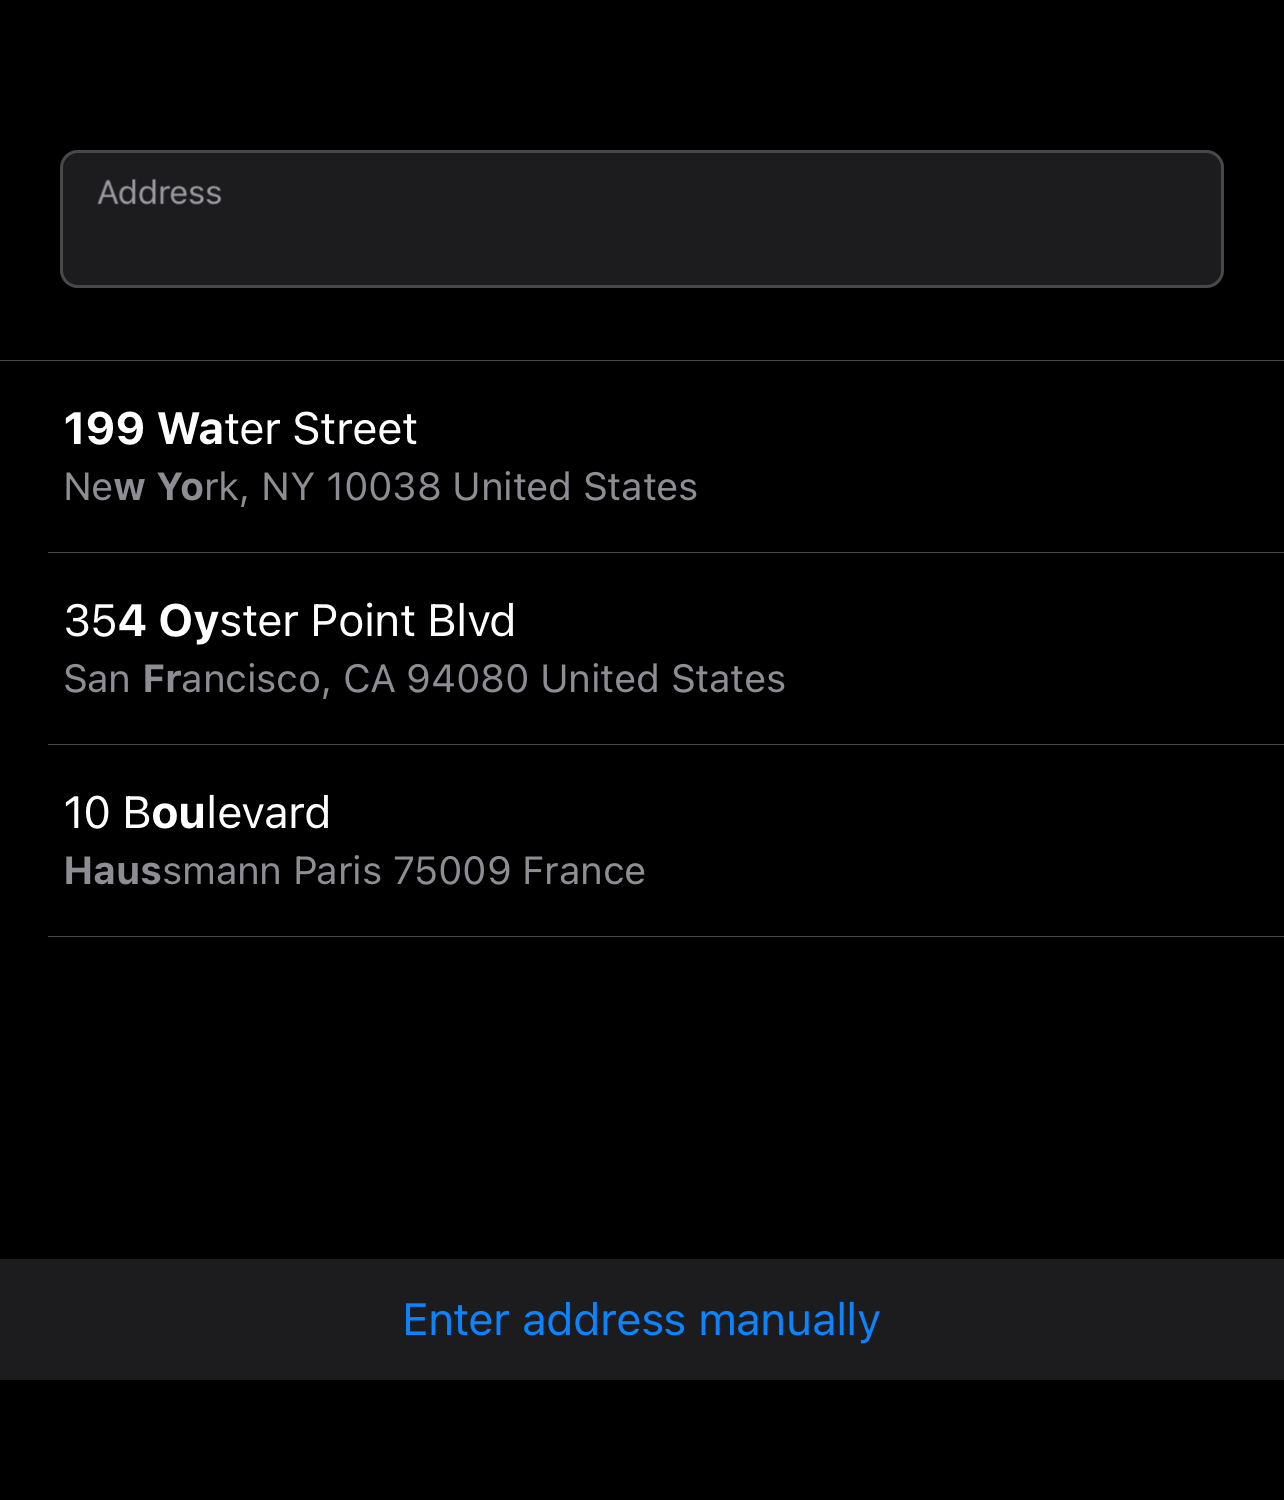 Address
199 Water Street
New York, NY 10038 United States
354 Oyster Point Blvd
San Francisco, CA 94080 United States
10 Boulevard
Haussmann Paris 75009 France
Enter address manually